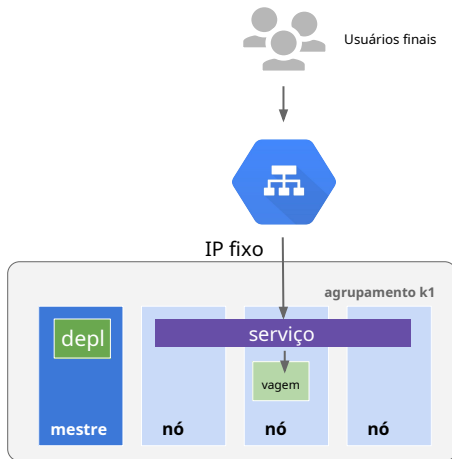 Usuários finais
IP fixo
agrupamento k1
depl
serviço
vagem
mestre
nó
nó
nó